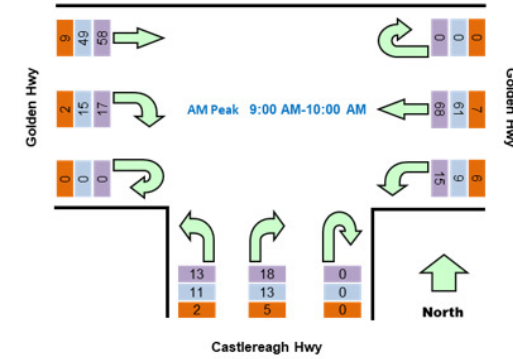 Golden Hwy
9 49 58
2 15 17
0 0 0
AM Peak 9:00 AM-10:00 AM
0 0 0
68 61 7
15 9 6
Golden Hwy
13 18 0
11 13 0
2 5 0
North
Castlereagh Hwy